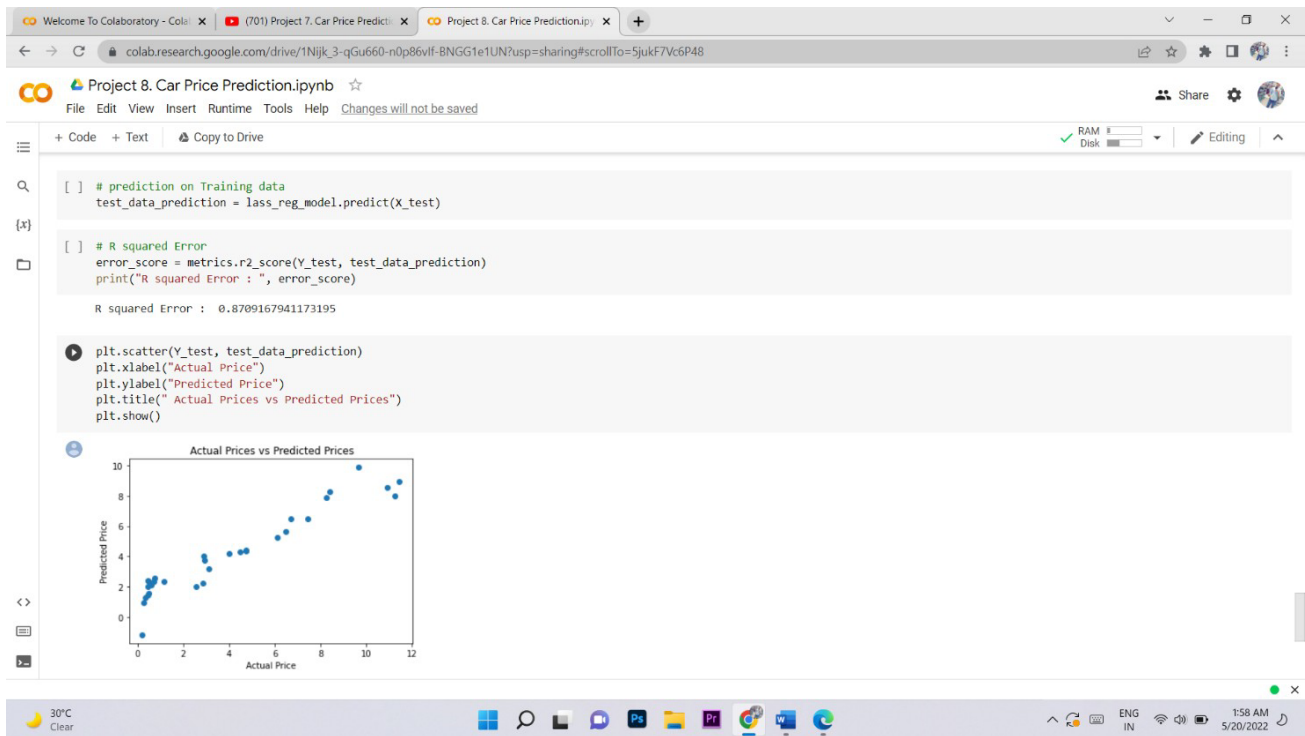 Welcome To Colaboratory - Cola
(701) Project 7. Car Price Predicti
Project 8. Car Price Prediction.ipy
colab.research.google.com/drive/1Nijk_3-qGu660-n0p86vlf-BNGG1e1UN?usp=sharing#scrollTo=5jukF7Vc6P48
CO
Project 8. Car Price Prediction.ipynb
File Edit View Insert Runtime Tools Help Changes will not be saved
Share
+ Code + Text Copy to Drive
RAM
Disk
Editing
[ ] # prediction on Training data
test_data_prediction = lass_reg_model.predict(X_test)
{x}
[ ] # R squared Error
error_score = metrics.r2_score(Y_test, test_data_prediction)
print("R squared Error : ", error_score)
R squared Error : 0.8709167941173195
plt.scatter(Y_test, test_data_prediction)
plt.xlabel("Actual Price")
plt.ylabel("Predicted Price")
plt.title(" Actual Prices vs Predicted Prices")
plt.show()
Actual Prices vs Predicted Prices
10
8
6
4
2
0
Predicted Price
0 2 4 6 8 10 12
Actual Price
30°C
Clear
Ps
Pr
ENG
IN
1:58 AM
5/20/2022